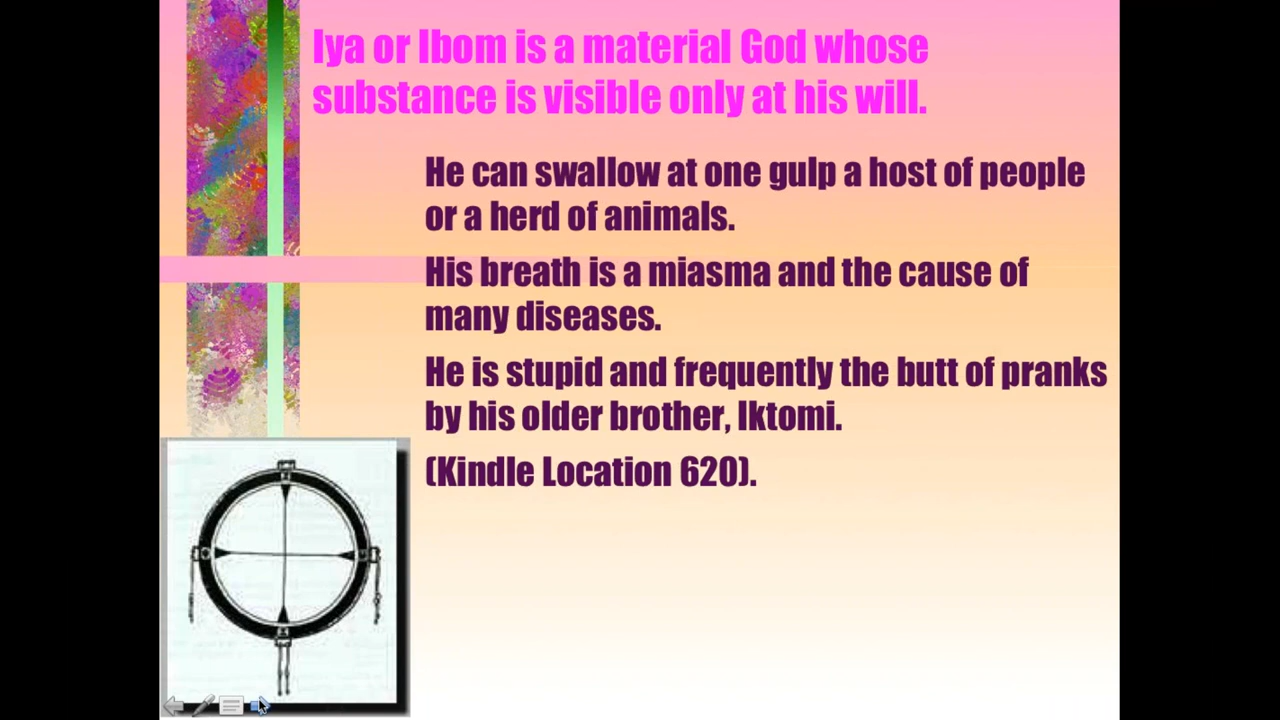 Iya or Ibom is a material God whose
substance is visible only at his will.
He can swallow at one gulp a host of people
or a herd of animals.
His breath is a miasma and the cause of
many diseases.
He is stupid and frequently the butt of pranks
by his older brother, Iktomi.
(Kindle Location 620).